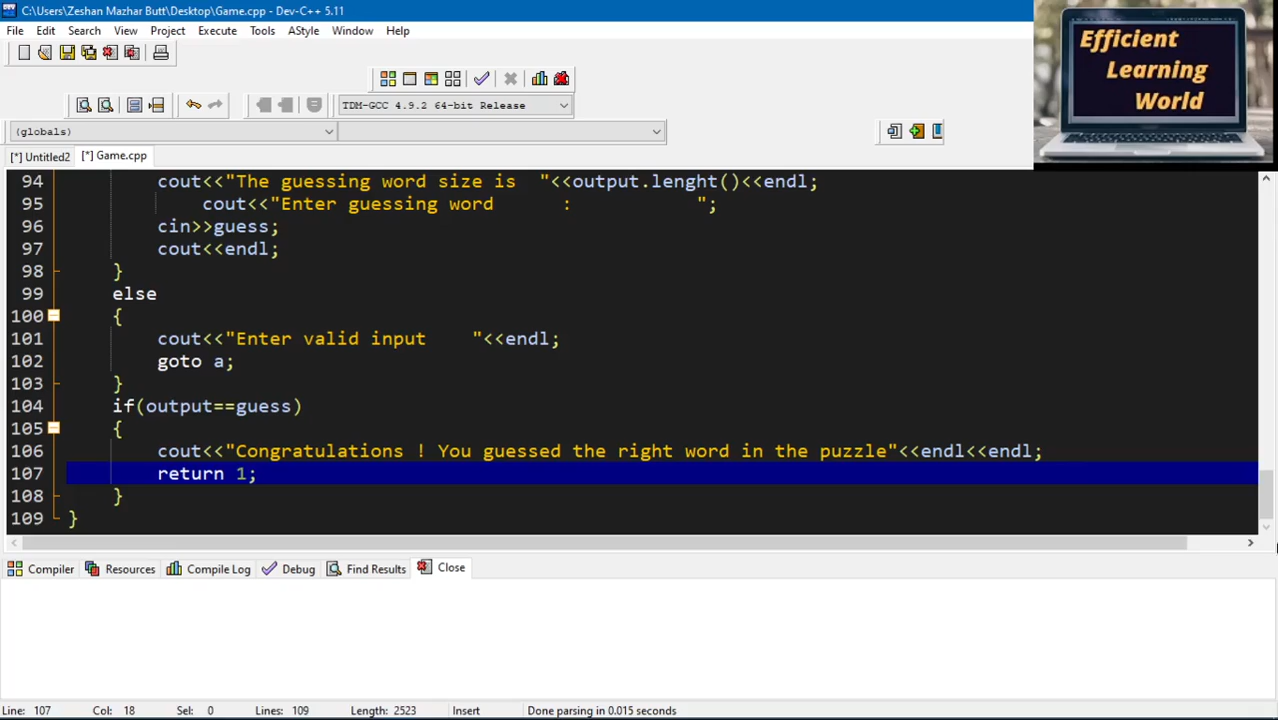 C:\Users\Zeshan Mazhar Butt\Desktop\Game.cpp - Dev-C++ 5.11
File Edit Search View Project Execute Tools AStyle Window Help
TDM-GCC 4.9.2 64-bit Release
(globals)
[*] Untitled2 [*] Game.cpp
94 cout<<"The guessing word size is "<<output.lenght()<<endl;
95 cout<<"Enter guessing word : ";
96 cin>>guess;
97 cout<<endl;
98 }
99 else
100 {
101 cout<<"Enter valid input "<<endl;
102 goto a;
103 }
104 if(output==guess)
105 {
106 cout<<"Congratulations ! You guessed the right word in the puzzle"<<endl<<endl;
107 return 1;
108 }
109 }
Compiler Resources Compile Log Debug Find Results Close
Line: 107 Col: 18 Sel: 0 Lines: 109 Length: 2523 Insert Done parsing in 0.015 seconds
Efficient
Learning
World